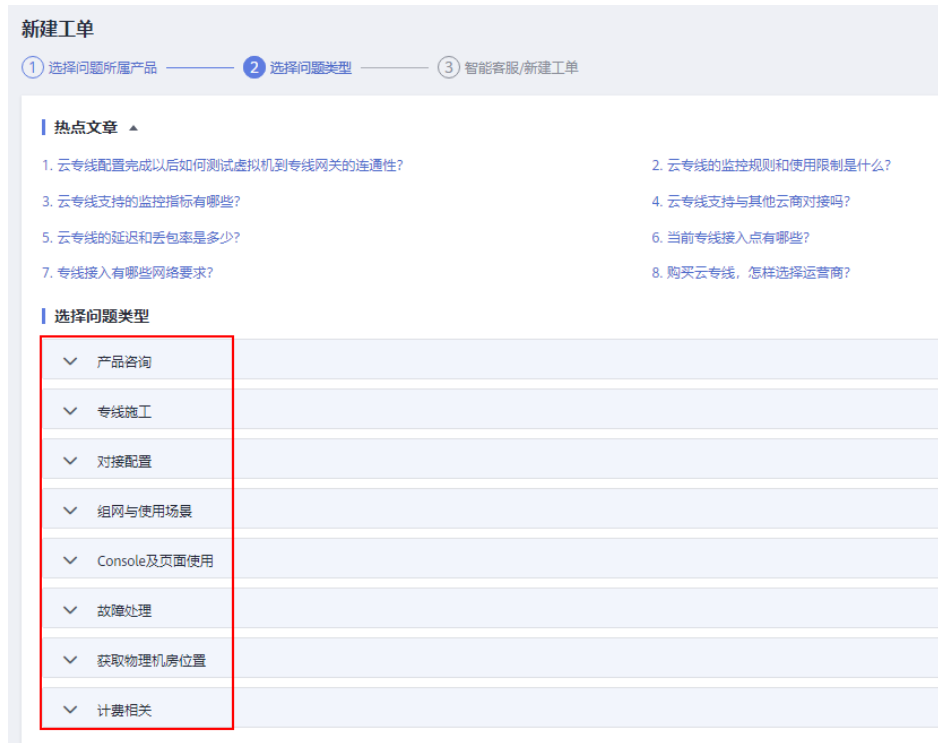 新建工单
1 选择问题所属产品 2 选择问题类型 3 智能客服/新建工单
热点文章
1. 云专线配置完成以后如何测试虚拟机到专线网关的连通性?
2. 云专线的监控规则和使用限制是什么?
3. 云专线支持的监控指标有哪些?
4. 云专线支持与其他云商对接吗?
5. 云专线的延迟和丢包率是多少?
6. 当前专线接入点有哪些?
7. 专线接入有哪些网络要求?
8. 购买云专线，怎样选择运营商?
选择问题类型
产品咨询
专线施工
对接配置
组网与使用场景
Console及页面使用
故障处理
获取物理机房位置
计费相关